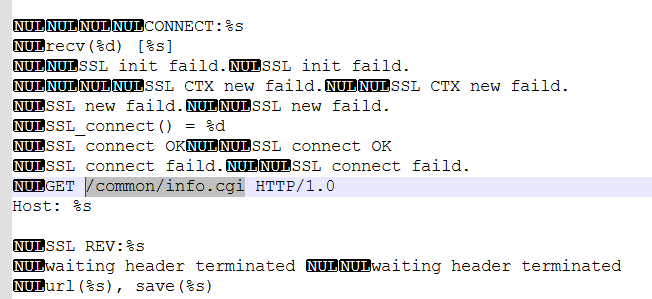 NULNULNULNULCONNECT:%s
NULrecv(%d) [%s]
NULNULSSL init faild.NULSSL init faild.
NULNULNULNULSSL CTX new faild.NULNULSSL CTX new faild.
NULSSL new faild.NULNULSSL new faild.
NULSSL_connect() = %d
NULSSL connect OKNULNULSSL connect OK
NULSSL connect faild.NULNULSSL connect faild.
NULGET /common/info.cgi HTTP/1.0
Host: %s
NULSSL REV:%s
NULwaiting header terminated NULNULwaiting header terminated
NULurl(%s), save(%s)